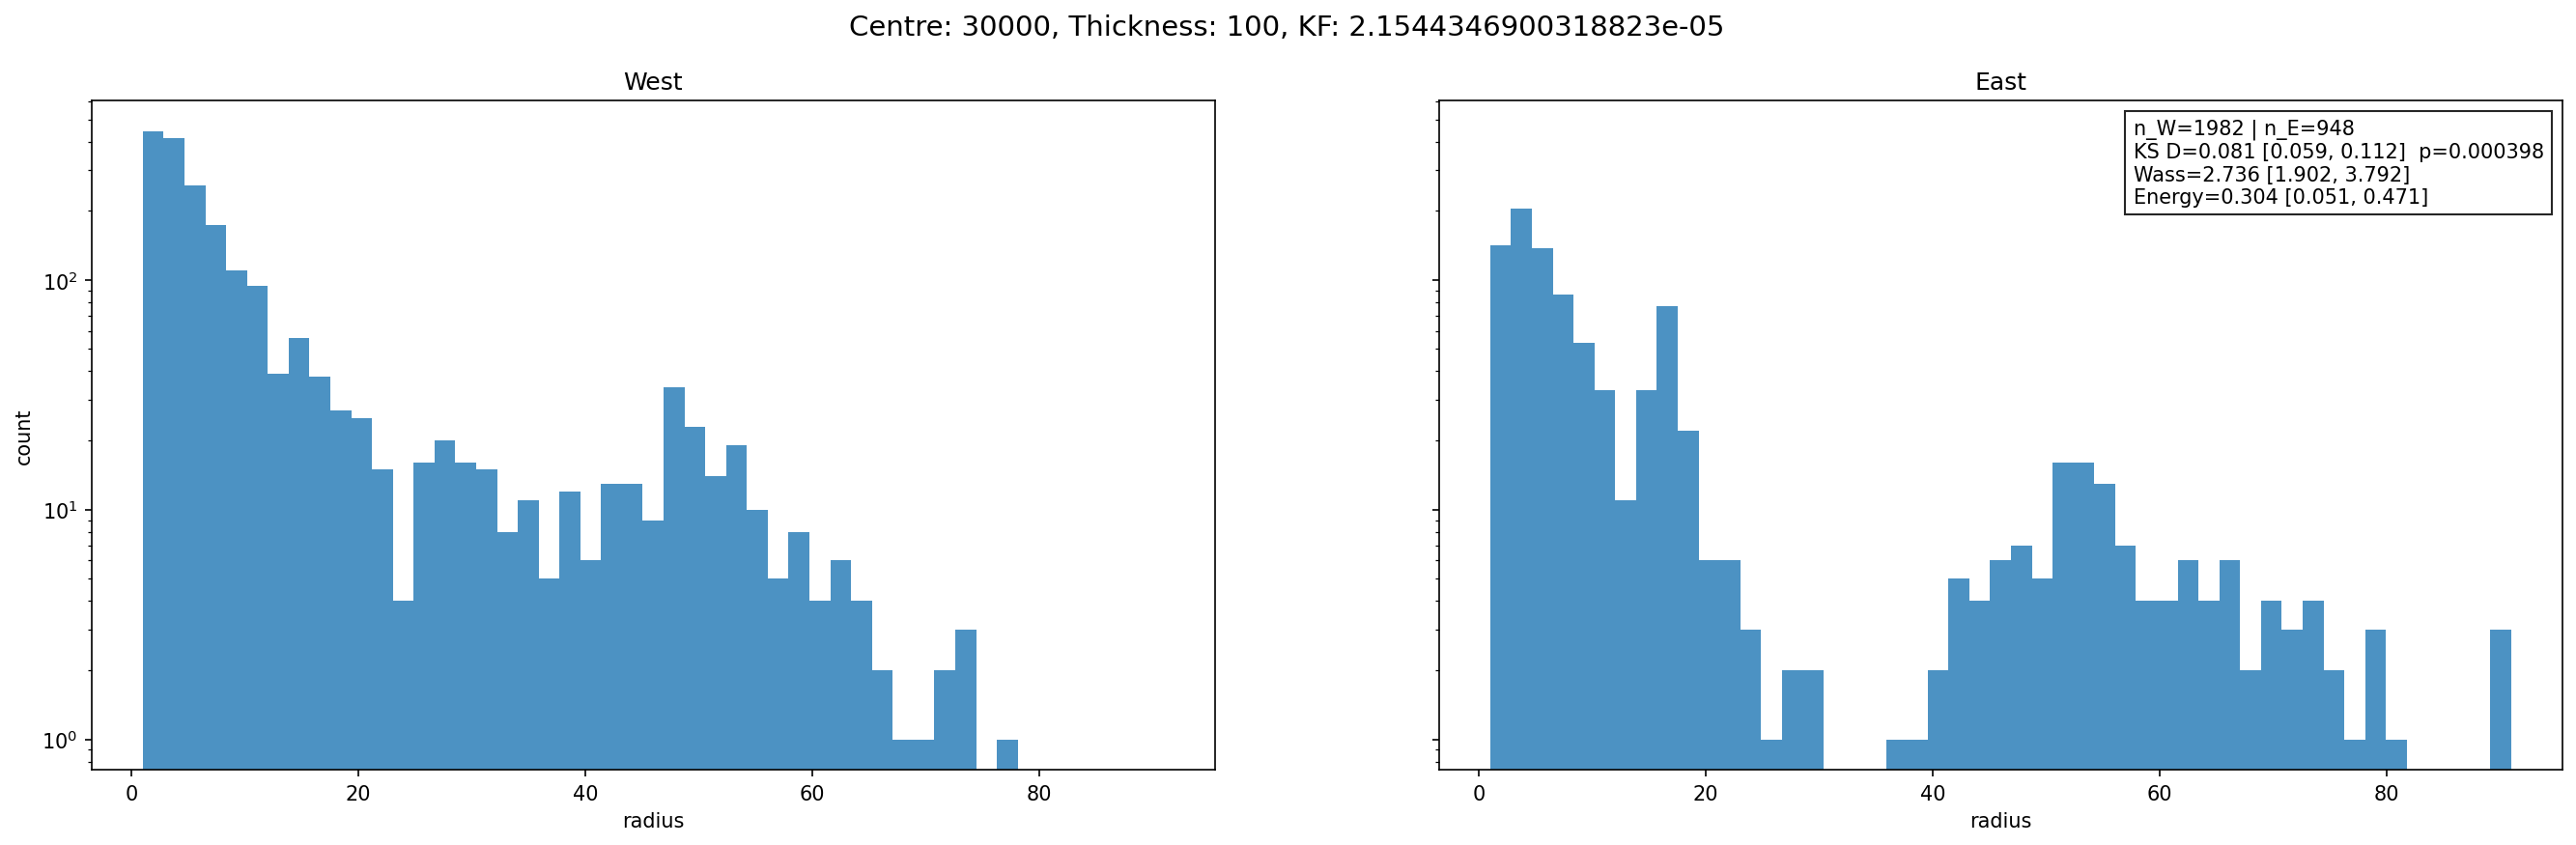 Centre: 30000, Thickness: 100, KF: 2.1544346900318823e-05
West
East
n_W=1982 | n_E=948
KS D=0.081 [0.059, 0.112]  p=0.000398
Wass=2.736 [1.902, 3.792]
Energy=0.304 [0.051, 0.471]
count
10²
10¹
10⁰
0 20 40 60 80
0 20 40 60 80
radius
radius